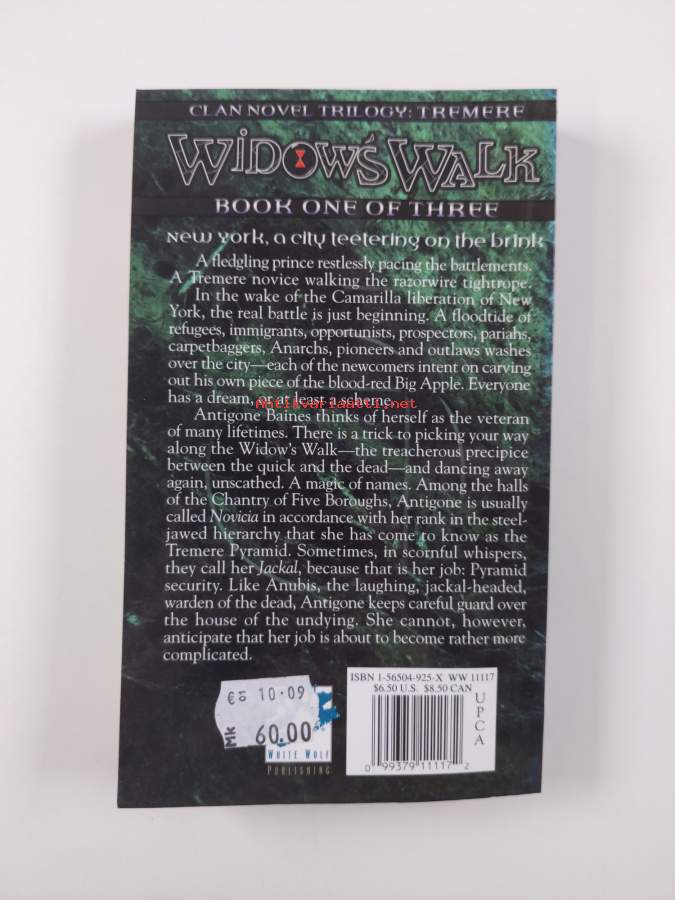 CLAN NOVEL TRILOGY: TREMERE
WIDOW'S WALK
BOOK ONE OF THREE
New York, a city teetering on the brink
A fledgling prince restlessly pacing the battlements.
A Tremere novice walking the razorwire tightrope.
In the wake of the Camarilla liberation of New
York, the real battle is just beginning. A floodtide of
refugees, immigrants, opportunists, prospectors, pariahs,
carpetbaggers, Anarchs, pioneers and outlaws washes
over the city—each of the newcomers intent on carving
out his own piece of the blood-red Big Apple. Everyone
has a dream, or at least a scheme.
antikvariaatti.net
Antigone Baines thinks of herself as the veteran
of many lifetimes. There is a trick to picking your way
along the Widow's Walk—the treacherous precipice
between the quick and the dead—and dancing away
again, unscathed. A magic of names. Among the halls
of the Chantry of Five Boroughs, Antigone is usually
called Novicia in accordance with her rank in the steel-
jawed hierarchy that she has come to know as the
Tremere Pyramid. Sometimes, in scornful whispers,
they call her Jackal, because that is her job: Pyramid
security. Like Anubis, the laughing, jackal-headed,
warden of the dead, Antigone keeps careful guard over
the house of the undying. She cannot, however,
anticipate that her job is about to become rather more
complicated.
ISBN 1-56504-925-X WW 11117
$6.50 U.S. $8.50 CAN
UPCA
0 99379 11117 2
€ 10.09
Mk 60.00
WHITE WOLF
PUBLISHING